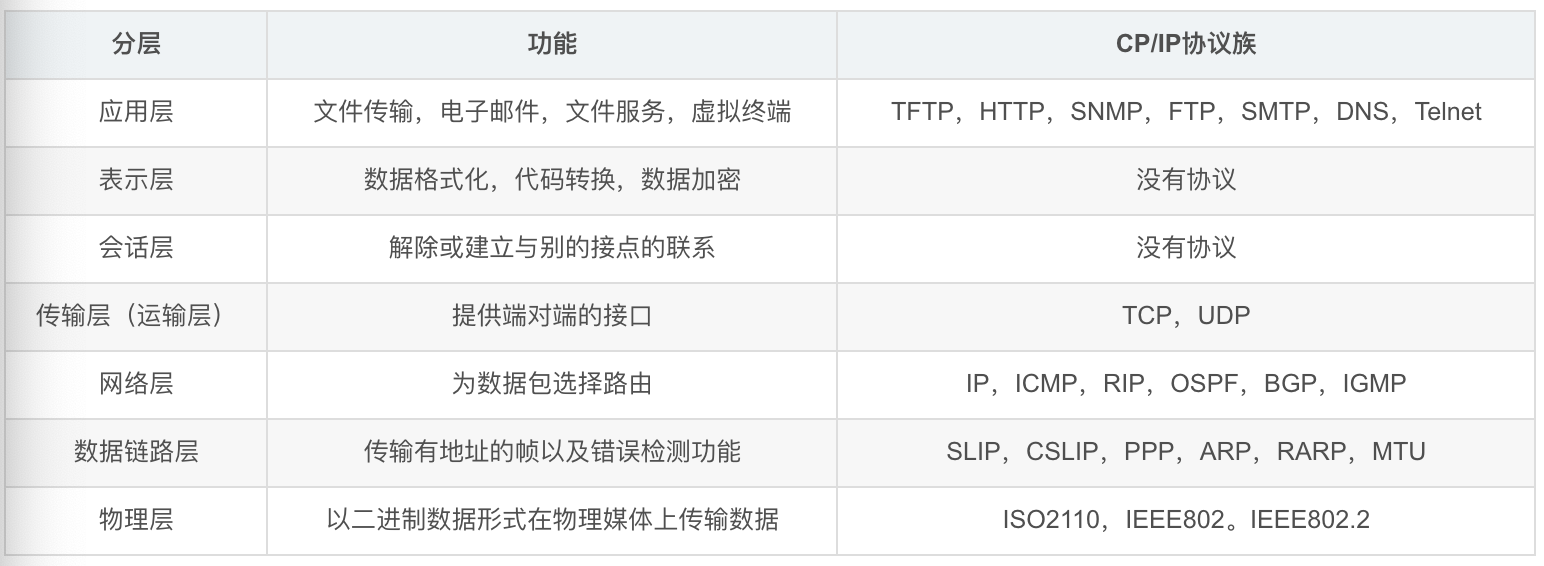 分层 功能 CP/IP协议族
应用层 文件传输，电子邮件，文件服务，虚拟终端 TFTP，HTTP，SNMP，FTP，SMTP，DNS，Telnet
表示层 数据格式化，代码转换，数据加密 没有协议
会话层 解除或建立与别的接点的联系 没有协议
传输层（运输层） 提供端对端的接口 TCP，UDP
网络层 为数据包选择路由 IP，ICMP，RIP，OSPF，BGP，IGMP
数据链路层 传输有地址的帧以及错误检测功能 SLIP，CSLIP，PPP，ARP，RARP，MTU
物理层 以二进制数据形式在物理媒体上传输数据 ISO2110，IEEE802。IEEE802.2